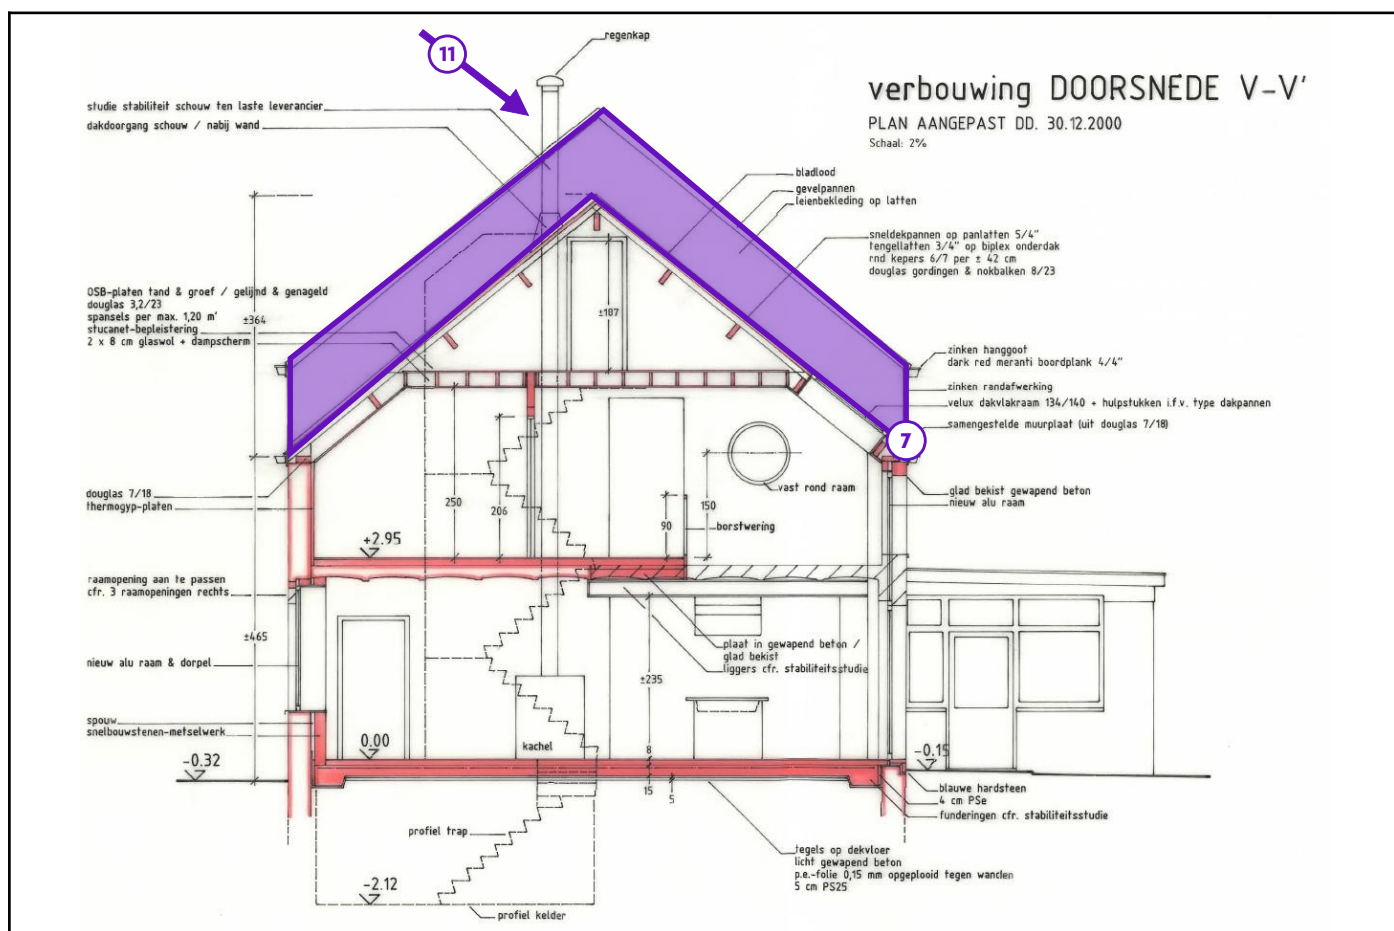 11
regenkap
verbouwing DOORSNEDE V-V'
PLAN AANGEPAST DD. 30.12.2000
Schaal: 2%
studie stabiliteit schouw ten laste leverancier
dakdoorgang schouw / nabij wand
bladlood
gevelpannen
leienbekleding op latten
sneldekpannen op panlatten 5/4"
tengellatten 3/4" op biplex onderdak
rnd kepers 6/7 per ± 42 cm
douglas gordingen & nokbalken 8/23
OSB-platen tand & groef / gelijmd & genageld
douglas 3,2/23
spansels per max. 1,20 m'
stucanet-bepleistering
2 x 8 cm glaswol + dampscherm
±364
±187
zinken hanggoot
dark red meranti boordplank 4/4"
zinken randafwerking
velux dakvlakraam 134/140 + hulpstukken i.f.v. type dakpannen
samengestelde muurplaat (uit douglas 7/18)
7
douglas 7/18
thermogyp-platen
250
206
90
150
vast rond raam
borstwering
glad bekist gewapend beton
nieuw alu raam
+2.95
raamopening aan te passen
cfr. 3 raamopeningen rechts
±465
nieuw alu raam & dorpel
plaat in gewapend beton /
glad bekist
liggers cfr. stabiliteitsstudie
±235
spouw
snelbouwstenen-metselwerk
0.00
kachel
8
15
5
-0.32
-0.15
blauwe hardsteen
4 cm PSe
funderingen cfr. stabiliteitsstudie
profiel trap
tegels op dekvloer
licht gewapend beton
p.e.-folie 0,15 mm opgeplooid tegen wanden
5 cm PS25
-2.12
profiel kelder